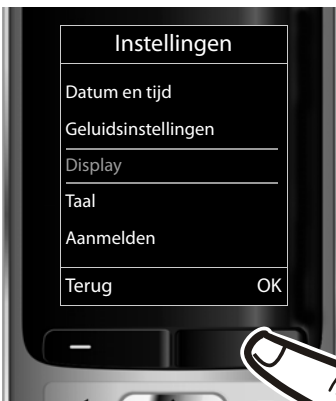 Instellingen
Datum en tijd
Geluidsinstellingen
Display
Taal
Aanmelden
Terug OK